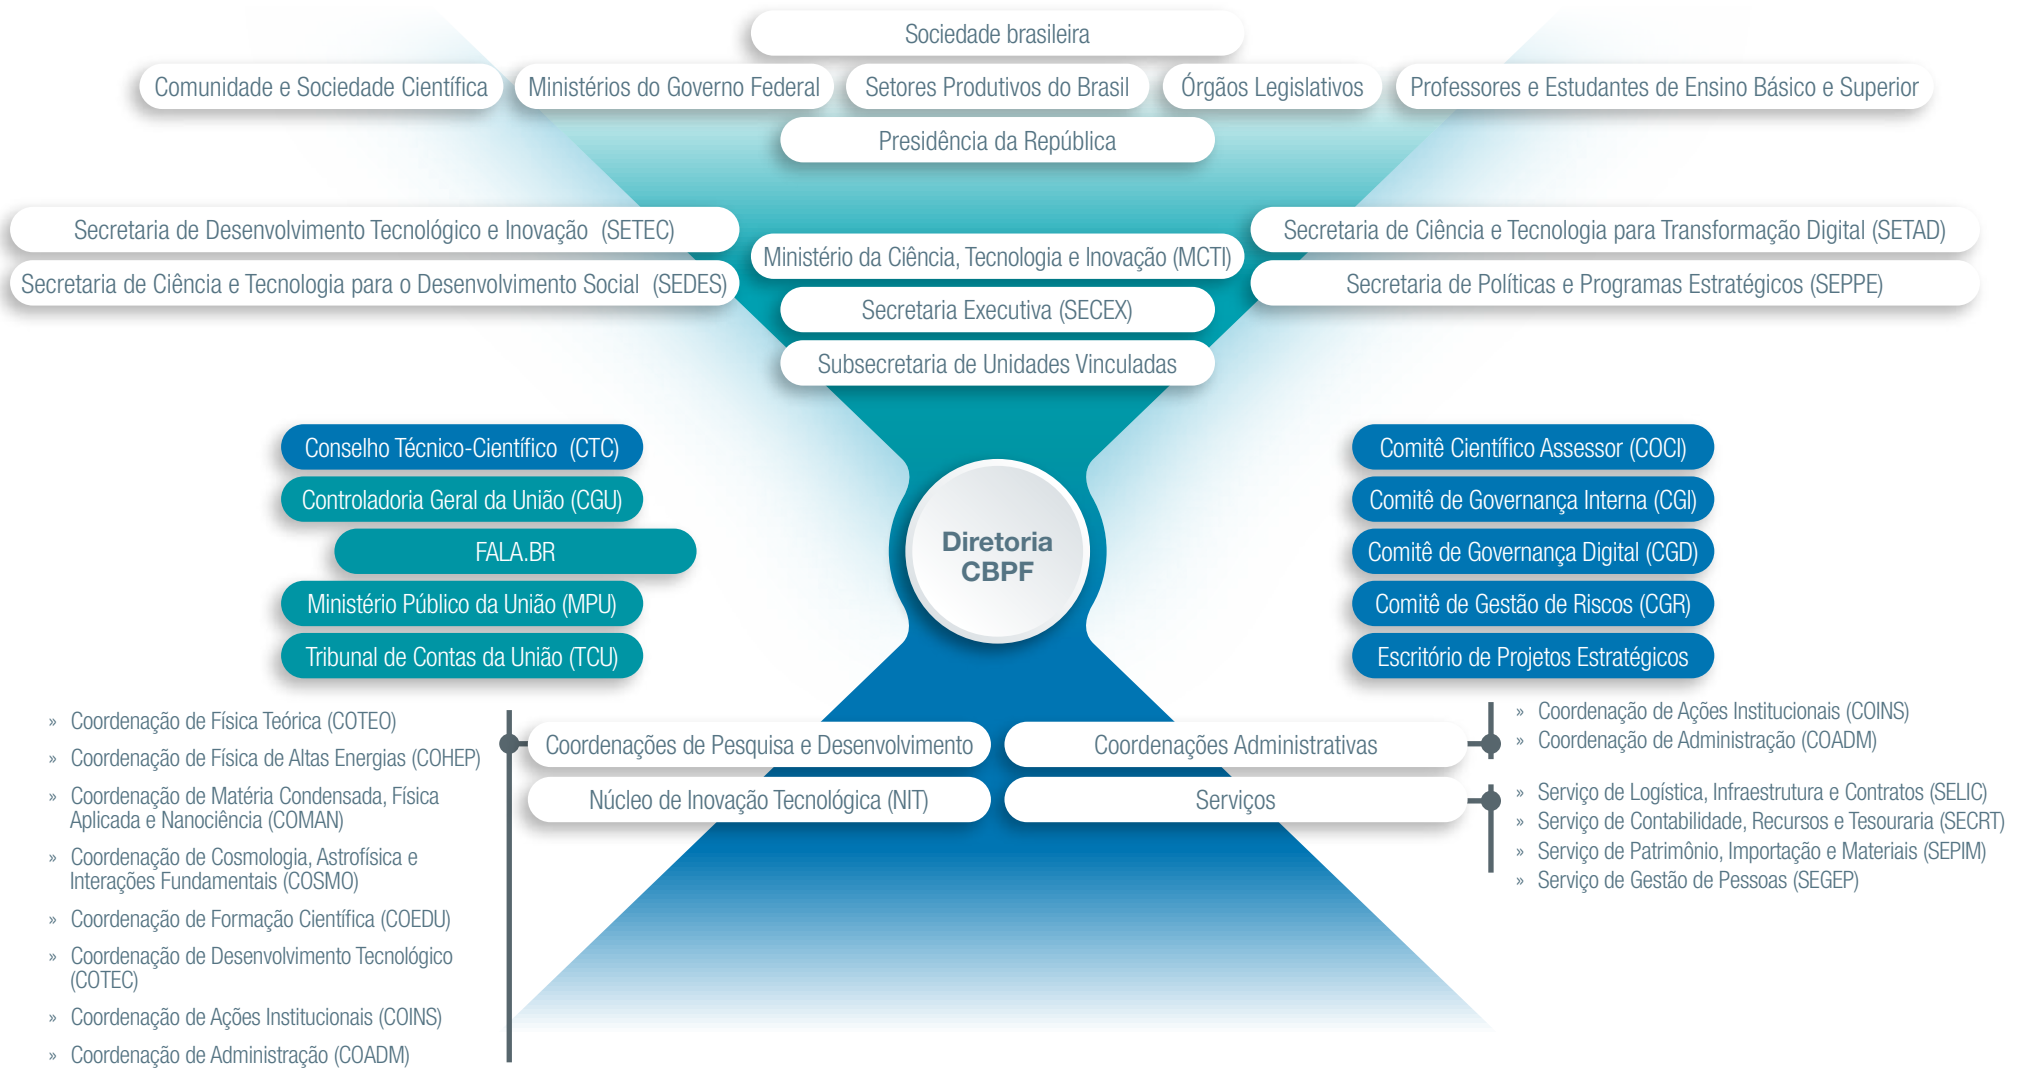 Sociedade brasileira
Comunidade e Sociedade Científica
Ministérios do Governo Federal
Setores Produtivos do Brasil
Órgãos Legislativos
Professores e Estudantes de Ensino Básico e Superior
Presidência da República
Secretaria de Desenvolvimento Tecnológico e Inovação (SETEC)
Secretaria de Ciência e Tecnologia para o Desenvolvimento Social (SEDES)
Ministério da Ciência, Tecnologia e Inovação (MCTI)
Secretaria Executiva (SECEX)
Subsecretaria de Unidades Vinculadas
Secretaria de Ciência e Tecnologia para Transformação Digital (SETAD)
Secretaria de Políticas e Programas Estratégicos (SEPPE)
Conselho Técnico-Científico (CTC)
Controladoria Geral da União (CGU)
FALA.BR
Ministério Público da União (MPU)
Tribunal de Contas da União (TCU)
Diretoria
CBPF
Comitê Científico Assessor (COCI)
Comitê de Governança Interna (CGI)
Comitê de Governança Digital (CGD)
Comitê de Gestão de Riscos (CGR)
Escritório de Projetos Estratégicos
» Coordenação de Física Teórica (COTEO)
» Coordenação de Física de Altas Energias (COHEP)
» Coordenação de Matéria Condensada, Física
Aplicada e Nanociência (COMAN)
» Coordenação de Cosmologia, Astrofísica e
Interações Fundamentais (COSMO)
» Coordenação de Formação Científica (COEDU)
» Coordenação de Desenvolvimento Tecnológico
(COTEC)
» Coordenação de Ações Institucionais (COINS)
» Coordenação de Administração (COADM)
Coordenações de Pesquisa e Desenvolvimento
Núcleo de Inovação Tecnológica (NIT)
Coordenações Administrativas
Serviços
» Coordenação de Ações Institucionais (COINS)
» Coordenação de Administração (COADM)
» Serviço de Logística, Infraestrutura e Contratos (SELIC)
» Serviço de Contabilidade, Recursos e Tesouraria (SECRT)
» Serviço de Patrimônio, Importação e Materiais (SEPIM)
» Serviço de Gestão de Pessoas (SEGEP)